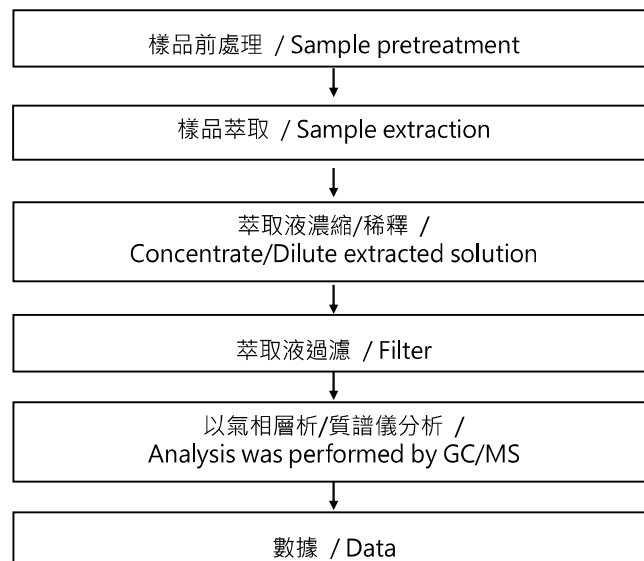 樣品前處理 / Sample pretreatment
樣品萃取 / Sample extraction
萃取液濃縮/稀釋 /
Concentrate/Dilute extracted solution
萃取液過濾 / Filter
以氣相層析/質譜儀分析 /
Analysis was performed by GC/MS
數據 / Data